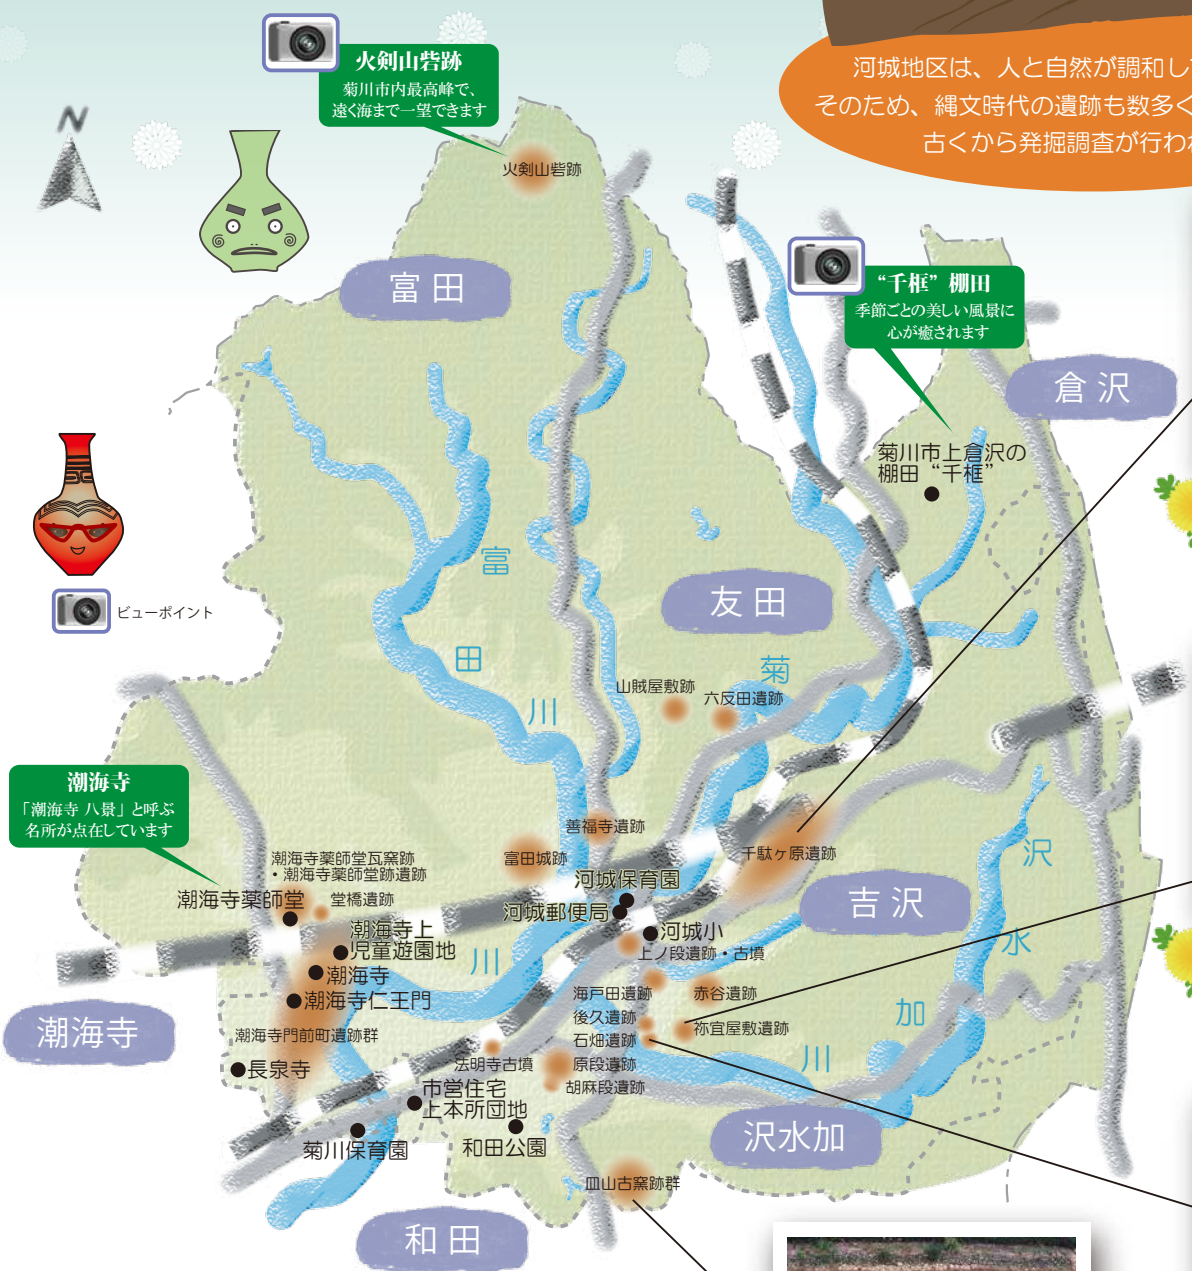 火剣山砦跡
菊川市内最高峰で、
遠く海まで一望できます
河城地区は、人と自然が調和し
そのため、縄文時代の遺跡も数多く
古くから発掘調査が行わ
N
火剣山砦跡
富田
“千框”棚田
季節ごとの美しい風景に
心が癒されます
倉沢
菊川市上倉沢の
棚田“千框”
ビューポイント
友田
富田川
菊川
山賊屋敷跡
六反田遺跡
潮海寺
「潮海寺 八景」と呼ぶ
名所が点在しています
善福寺遺跡
富田城跡
千駄ヶ原遺跡
潮海寺薬師堂瓦窯跡
・潮海寺薬師堂跡遺跡
潮海寺薬師堂
堂橋遺跡
河城保育園
河城郵便局
吉沢
沢水加川
潮海寺上
児童遊園地
河城小
上ノ段遺跡・古墳
潮海寺
潮海寺仁王門
海戸田遺跡
赤谷遺跡
後久遺跡
祢宜屋敷遺跡
石畑遺跡
潮海寺
潮海寺門前町遺跡群
長泉寺
法明寺古墳
原段遺跡
胡麻段遺跡
市営住宅
上本所団地
菊川保育園
和田公園
沢水加
皿山古窯跡群
和田